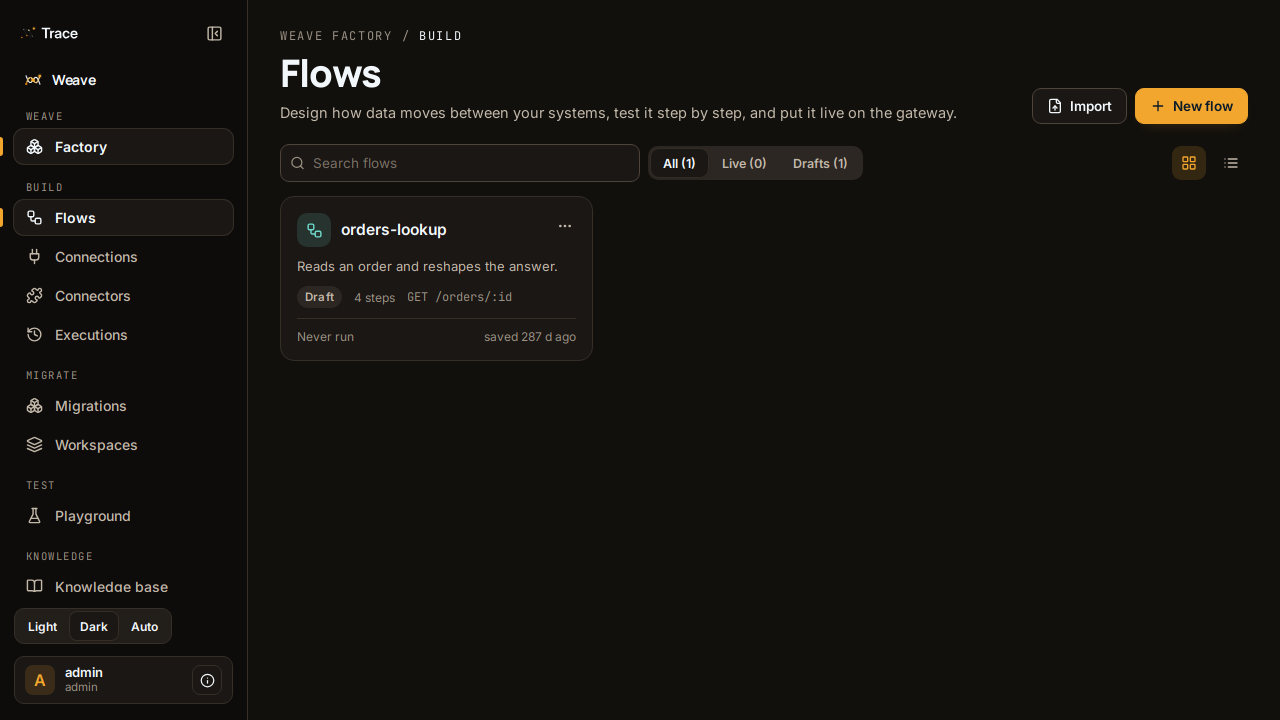 Trace
Weave
WEAVE
Factory
BUILD
Flows
Connections
Connectors
Executions
MIGRATE
Migrations
Workspaces
TEST
Playground
KNOWLEDGE
Knowledge base
Light Dark Auto
A admin
admin
WEAVE FACTORY / BUILD
Flows
Design how data moves between your systems, test it step by step, and put it live on the gateway.
Import
New flow
Search flows
All (1) Live (0) Drafts (1)
orders-lookup
Reads an order and reshapes the answer.
Draft 4 steps GET /orders/:id
Never run saved 287 d ago